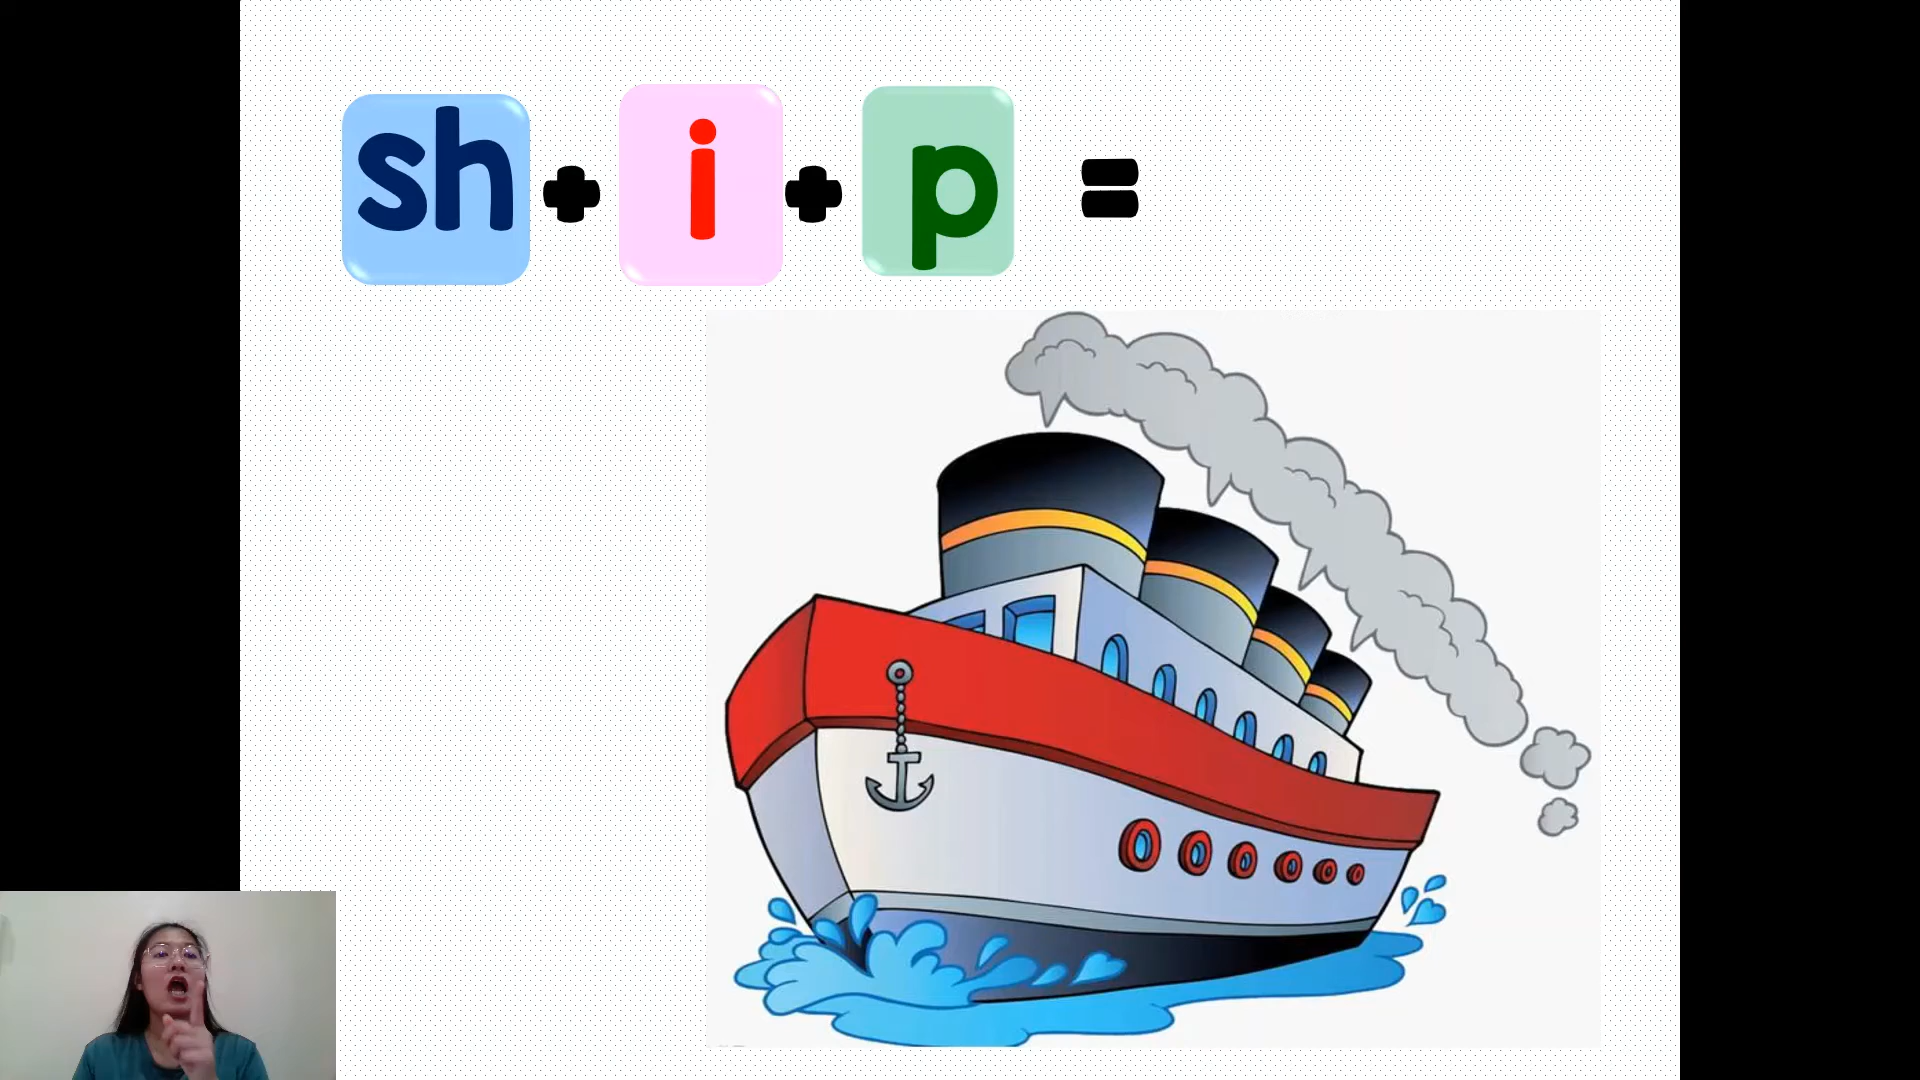 sh + i + p =